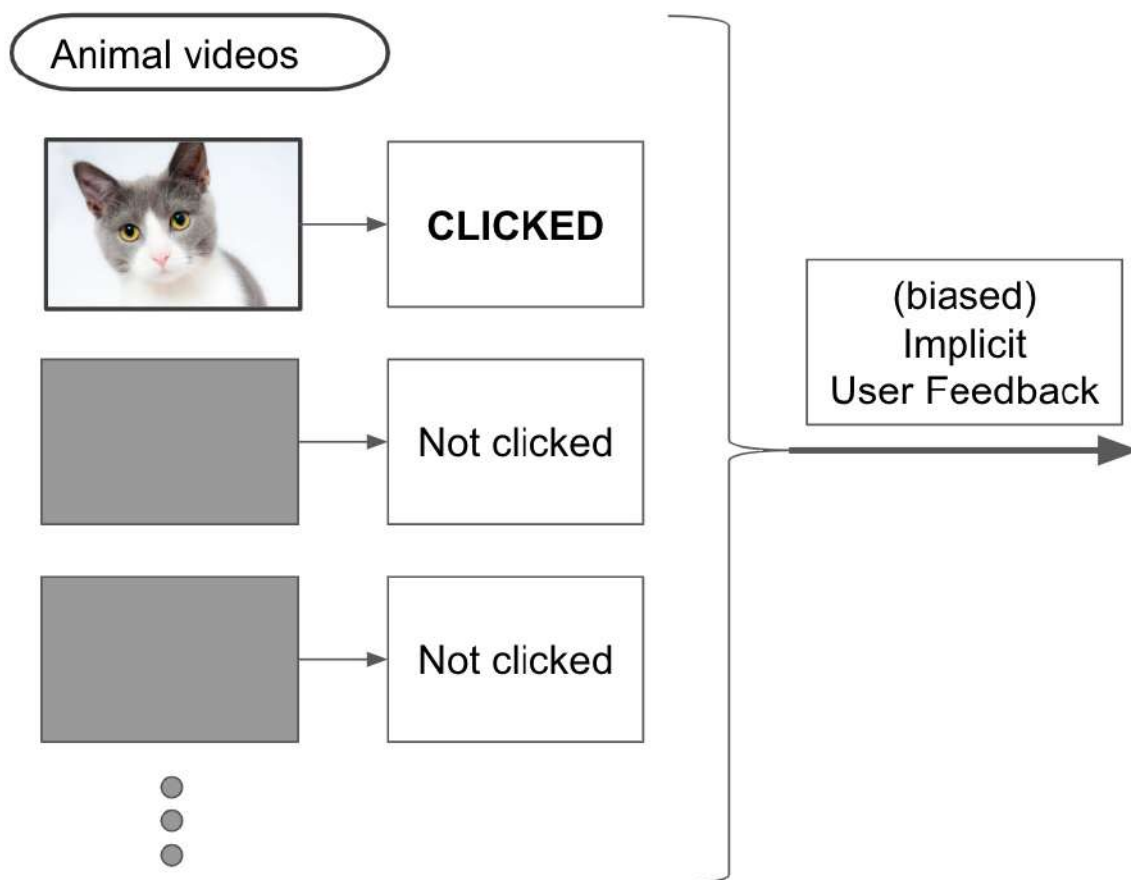 Animal videos
CLICKED
Not clicked
Not clicked
(biased)
Implicit
User Feedback